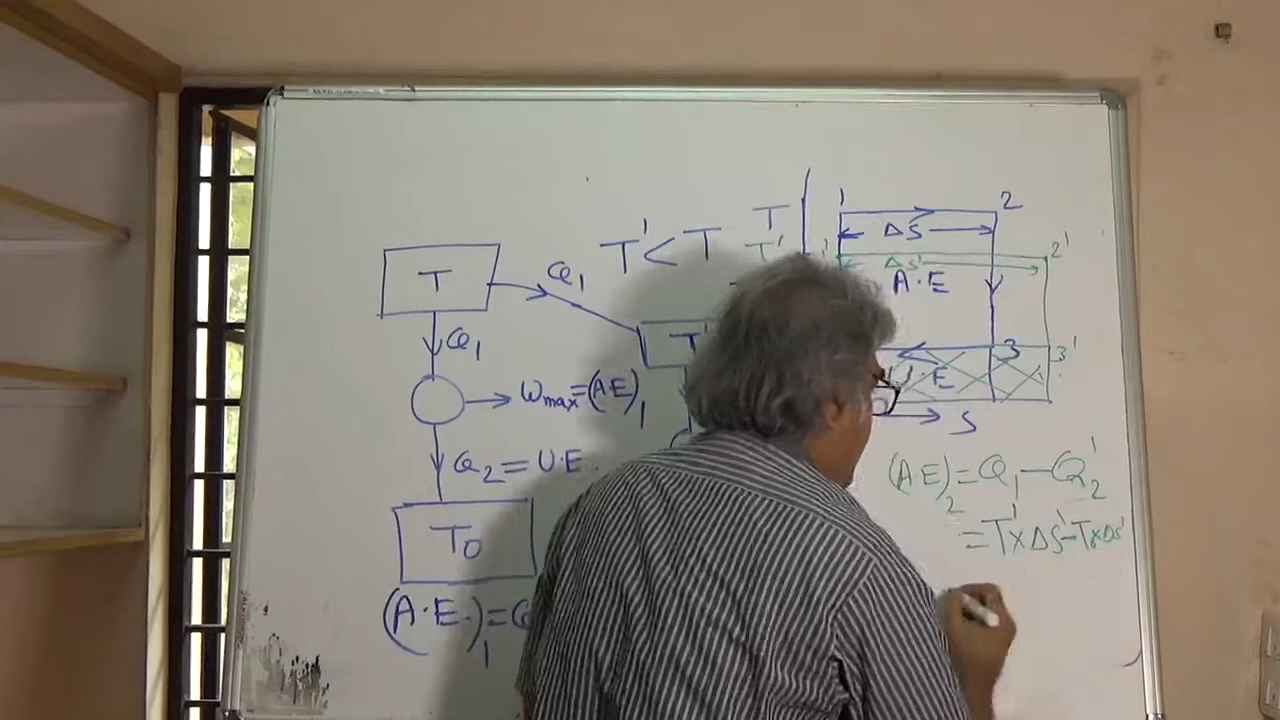 T
Q₁
T' < T
T'
Q₁
Wmax = (A·E)₁
Q₂ = U·E.
T₀
(A·E.)₁ = Q
T
T'
1
2
ΔS
2'
ΔS'
A·E
3
3'
U·E
S
(A·E)₂ = Q₁ - Q₂'
= T' × ΔS' - T₀ × ΔS'